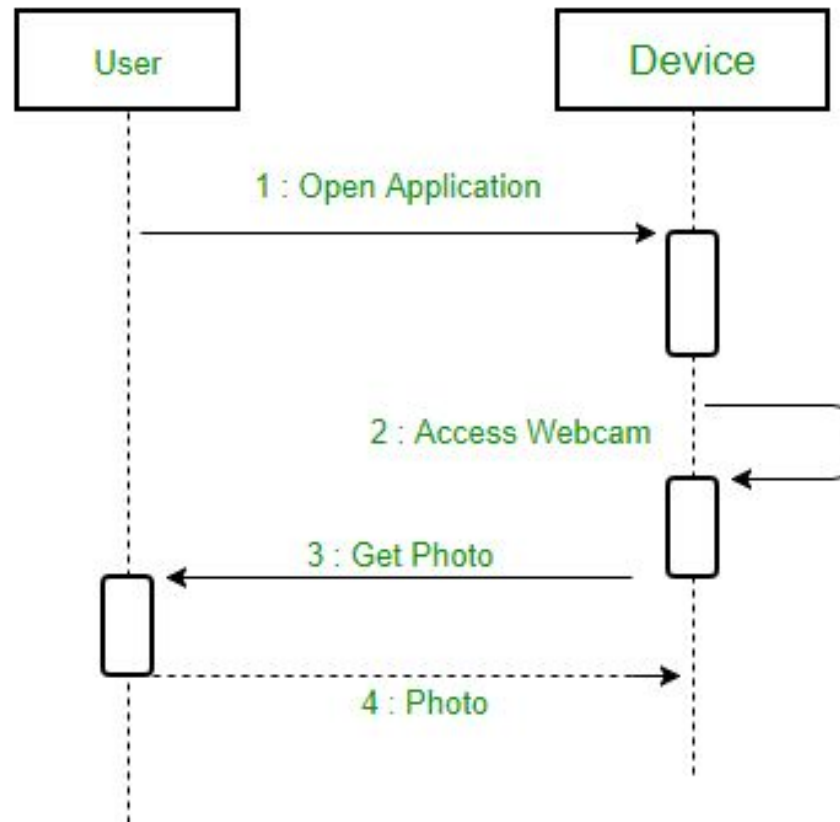 User
Device
1 : Open Application
2 : Access Webcam
3 : Get Photo
4 : Photo